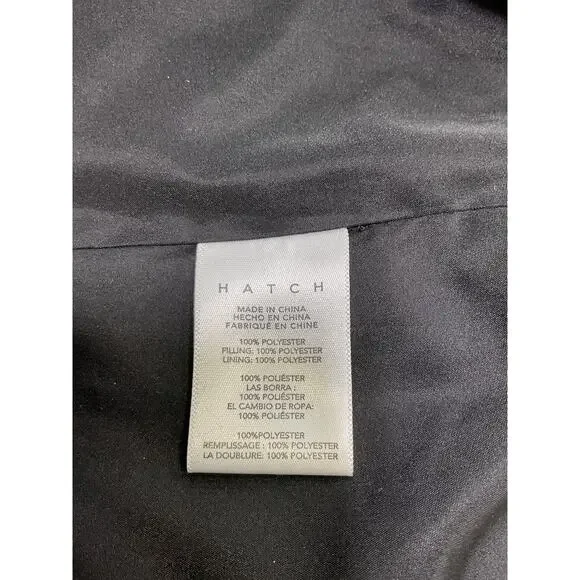 HATCH
MADE IN CHINA
HECHO EN CHINA
FABRIQUÉ EN CHINE
100% POLYESTER
FILLING: 100% POLYESTER
LINING: 100% POLYESTER
100% POLIÉSTER
LAS BORRA :
100% POLIÉSTER
EL CAMBIO DE ROPA:
100% POLIÉSTER
100%POLYESTER
REMPLISSAGE : 100% POLYESTER
LA DOUBLURE: 100% POLYESTER